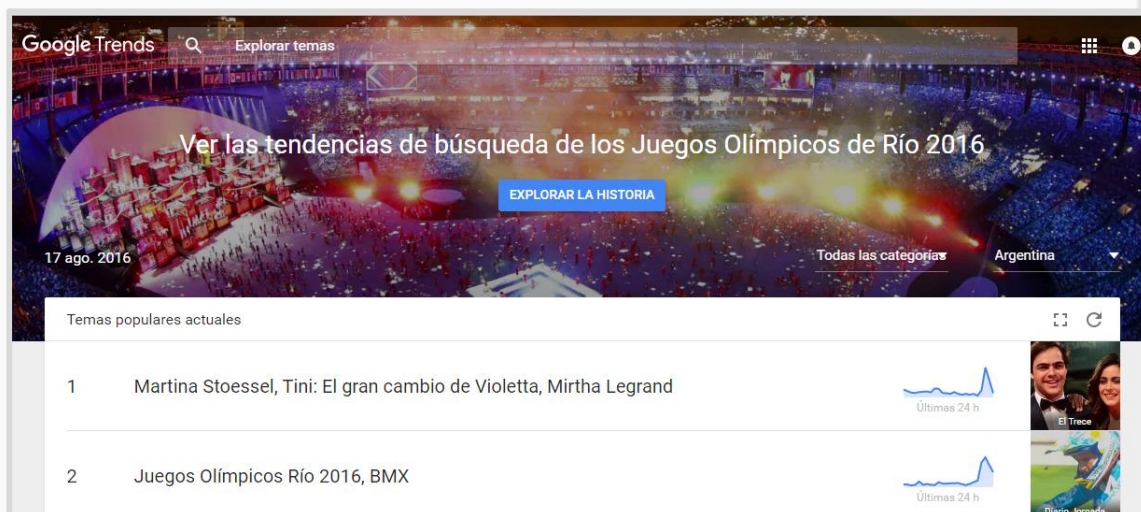 Google Trends
Explorar temas
Ver las tendencias de búsqueda de los Juegos Olímpicos de Río 2016
EXPLORAR LA HISTORIA
17 ago. 2016
Todas las categorías
Argentina
Temas populares actuales
1
Martina Stoessel, Tini: El gran cambio de Violetta, Mirtha Legrand
Últimas 24 h
El Trece
2
Juegos Olímpicos Río 2016, BMX
Últimas 24 h
Diario Jornada